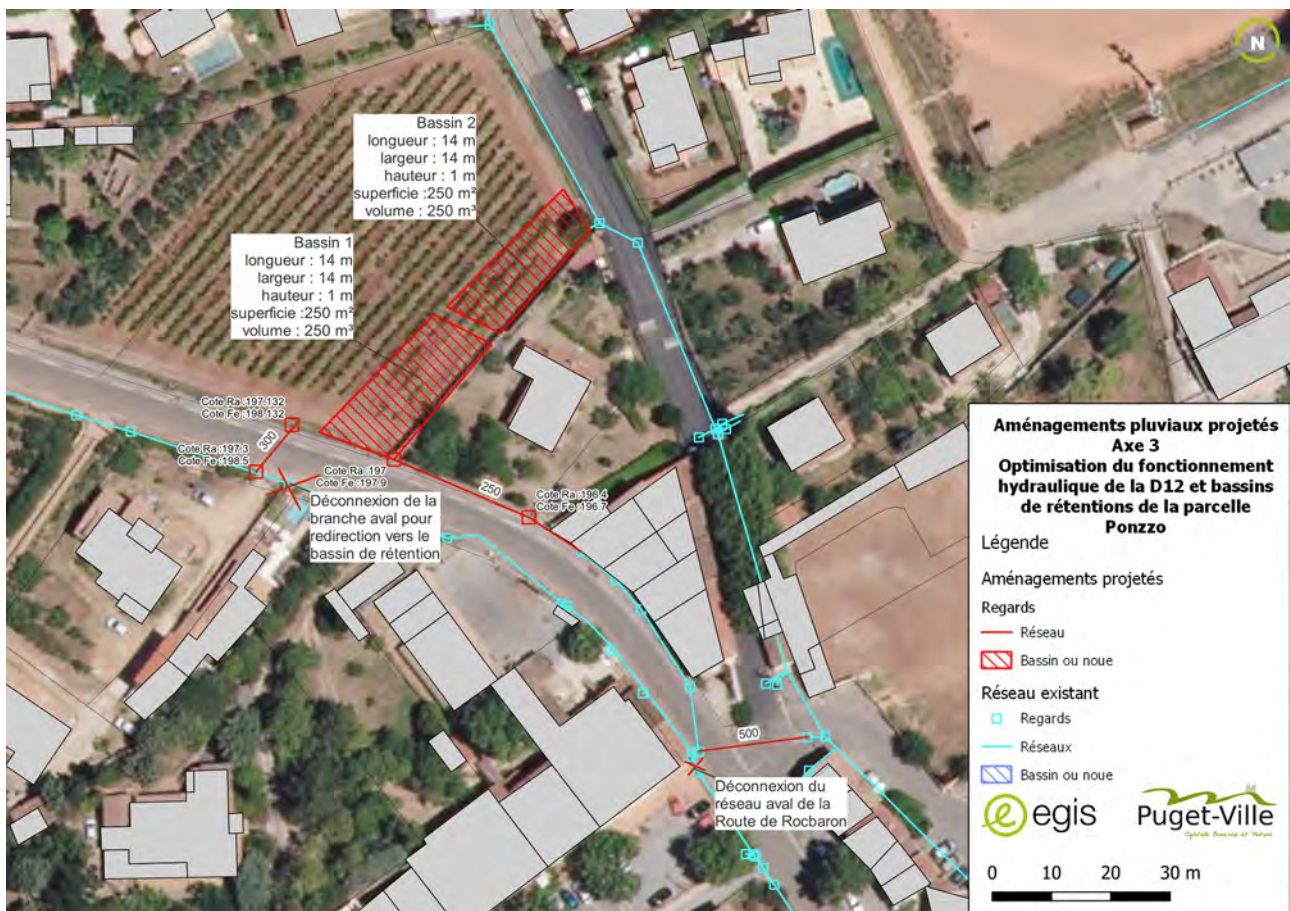 N
Bassin 2
longueur : 14 m
largeur : 14 m
hauteur : 1 m
superficie :250 m²
volume : 250 m³
Bassin 1
longueur : 14 m
largeur : 14 m
hauteur : 1 m
superficie :250 m²
volume : 250 m³
Cote Ra :197.132
Cote Fe :198.132
300
Cote Ra :197.3
Cote Fe :198.5
Cote Ra :197
Cote Fe :197.9
250
Cote Ra :196.4
Cote Fe :196.7
Déconnexion de la
branche aval pour
redirection vers le
bassin de rétention
500
Déconnexion du
réseau aval de la
Route de Rocbaron
Aménagements pluviaux projetés
Axe 3
Optimisation du fonctionnement
hydraulique de la D12 et bassins
de rétentions de la parcelle
Ponzzo
Légende
Aménagements projetés
Regards
Réseau
Bassin ou noue
Réseau existant
Regards
Réseaux
Bassin ou noue
egis
Puget-Ville
0 10 20 30 m